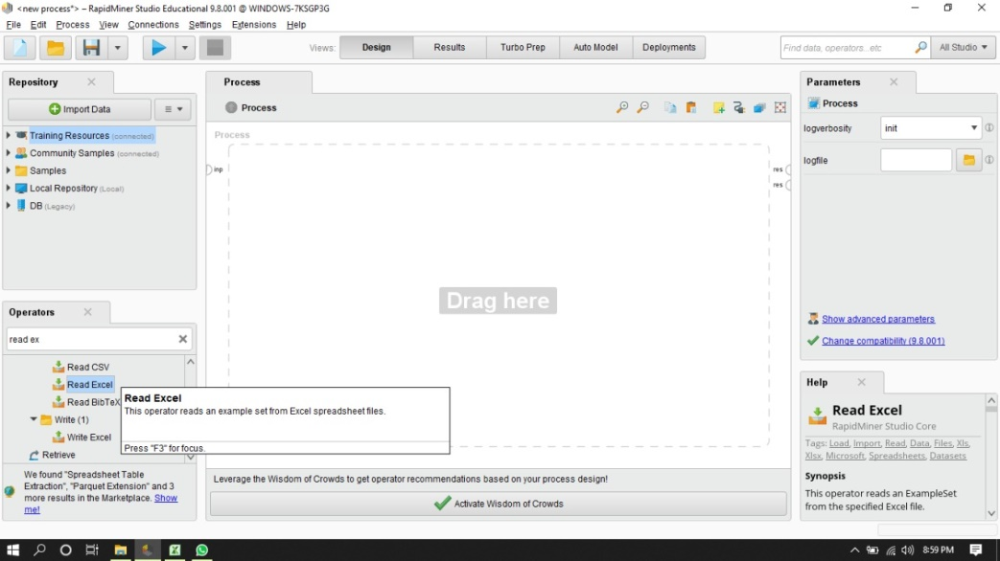 <new process*> – RapidMiner Studio Educational 9.8.001 @ WINDOWS-7KSGP3G
File Edit Process View Connections Settings Extensions Help
Views: Design Results Turbo Prep Auto Model Deployments Find data, operators...etc All Studio
Repository
Import Data
Training Resources (connected)
Community Samples (connected)
Samples
Local Repository (Local)
DB (Legacy)
Operators
read ex
Read CSV
Read Excel
Read BibTeX
Write (1)
Write Excel
Retrieve
We found "Spreadsheet Table
Extraction", "Parquet Extension" and 3
more results in the Marketplace. Show
me!
Process
Process
Process
inp
res
res
Drag here
Read Excel
This operator reads an example set from Excel spreadsheet files.
Press "F3" for focus.
Leverage the Wisdom of Crowds to get operator recommendations based on your process design!
Activate Wisdom of Crowds
Parameters
Process
logverbosity init
logfile
Show advanced parameters
Change compatibility (9.8.001)
Help
Read Excel
RapidMiner Studio Core
Tags: Load, Import, Read, Data, Files, Xls,
Xlsx, Microsoft, Spreadsheets, Datasets
Synopsis
This operator reads an ExampleSet
from the specified Excel file.
8:59 PM